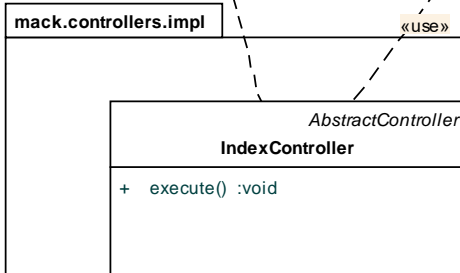 mack.controllers.impl
«use»
AbstractController
IndexController
+ execute() :void